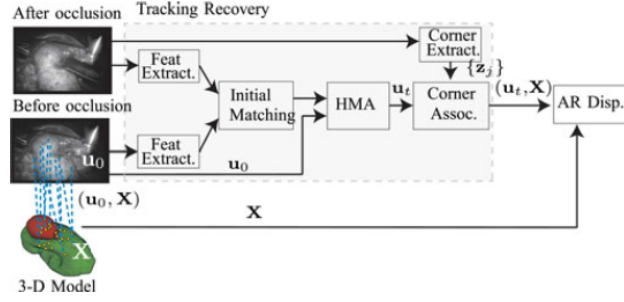 After occlusion
Tracking Recovery
Corner
Extract.
Feat
Extract.
{z_j}
Before occlusion
Initial
Matching
HMA
u_t
Corner
Assoc.
(u_t,X)
AR Disp.
u_0
Feat
Extract.
u_0
(u_0, X)
X
X
3-D Model